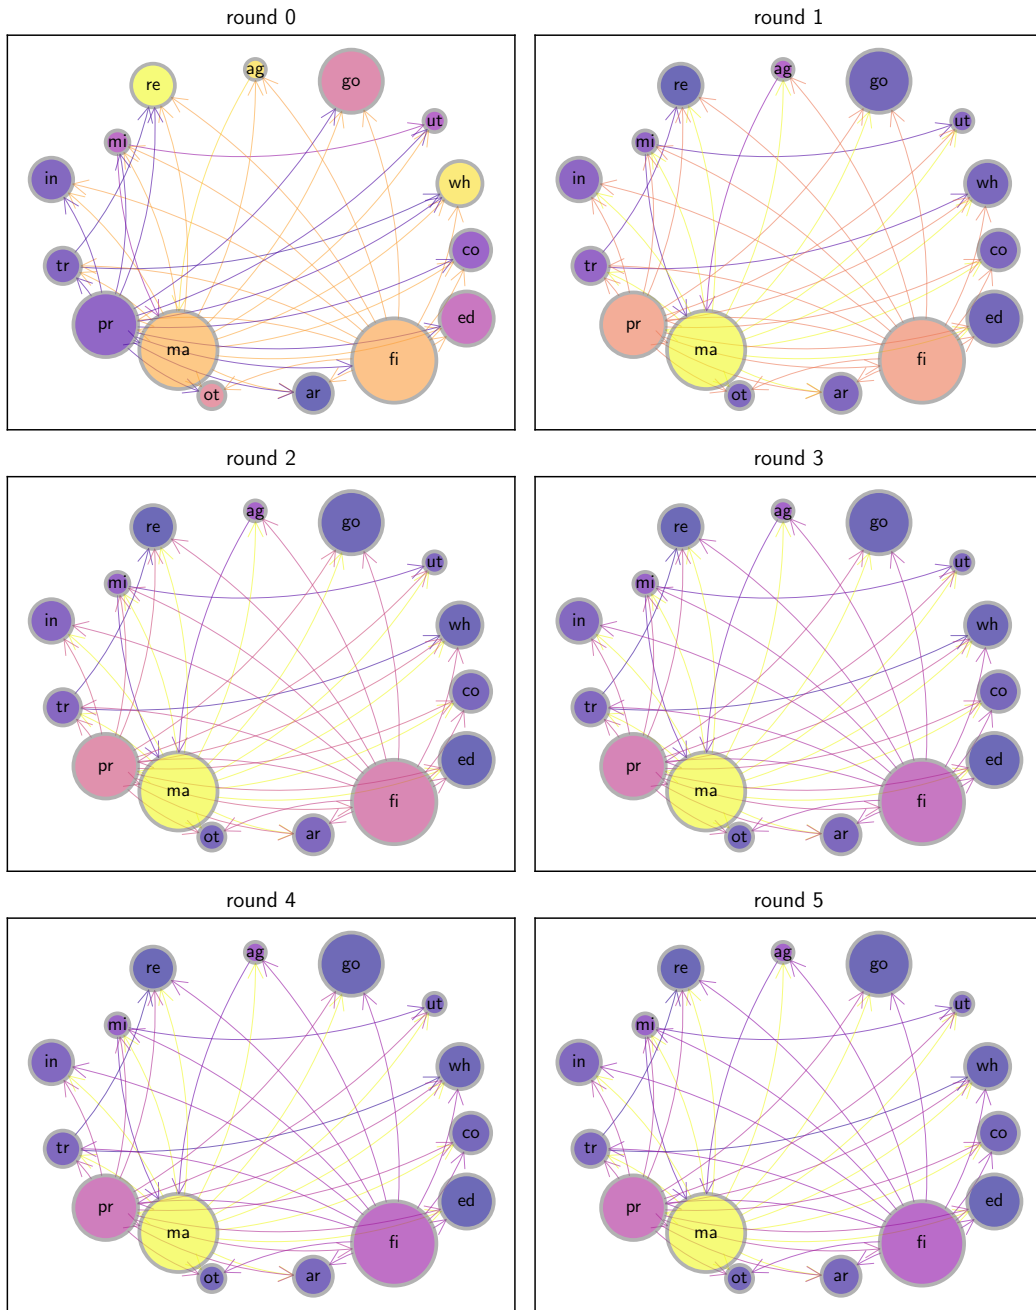 round 0
ag
go
re
ut
mi
in
wh
co
tr
ed
pr
ma
fi
ot
ar
round 1
ag
go
re
ut
mi
in
wh
co
tr
ed
pr
ma
fi
ot
ar
round 2
ag
go
re
ut
mi
in
wh
co
tr
ed
pr
ma
fi
ot
ar
round 3
ag
go
re
ut
mi
in
wh
co
tr
ed
pr
ma
fi
ot
ar
round 4
ag
go
re
ut
mi
in
wh
co
tr
ed
pr
ma
fi
ot
ar
round 5
ag
go
re
ut
mi
in
wh
co
tr
ed
pr
ma
fi
ot
ar